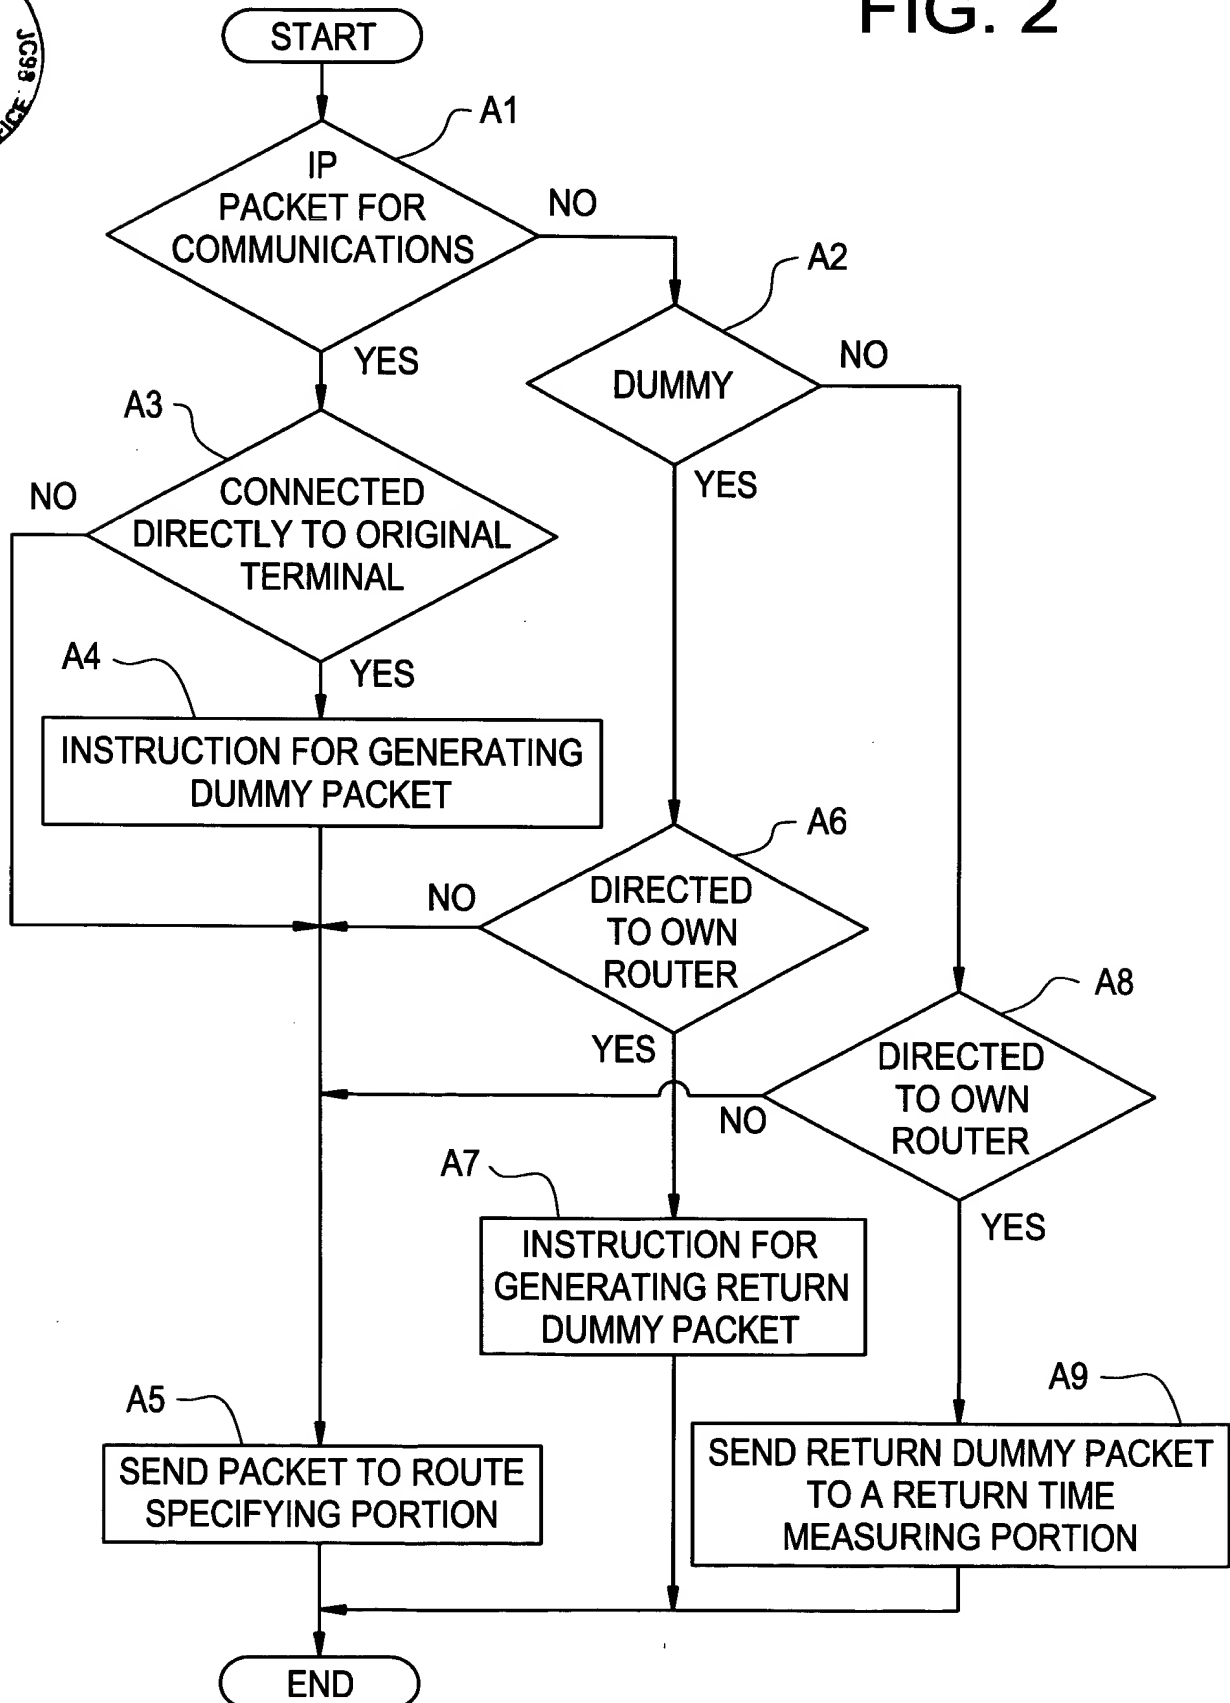 FIG. 2
JC98
START
A1
IP
PACKET FOR
COMMUNICATIONS
NO
YES
A2
DUMMY
NO
YES
A3
NO
CONNECTED
DIRECTLY TO ORIGINAL
TERMINAL
YES
A4
INSTRUCTION FOR GENERATING
DUMMY PACKET
A6
NO
DIRECTED
TO OWN
ROUTER
YES
A8
DIRECTED
TO OWN
ROUTER
NO
YES
A7
INSTRUCTION FOR
GENERATING RETURN
DUMMY PACKET
A5
SEND PACKET TO ROUTE
SPECIFYING PORTION
A9
SEND RETURN DUMMY PACKET
TO A RETURN TIME
MEASURING PORTION
END